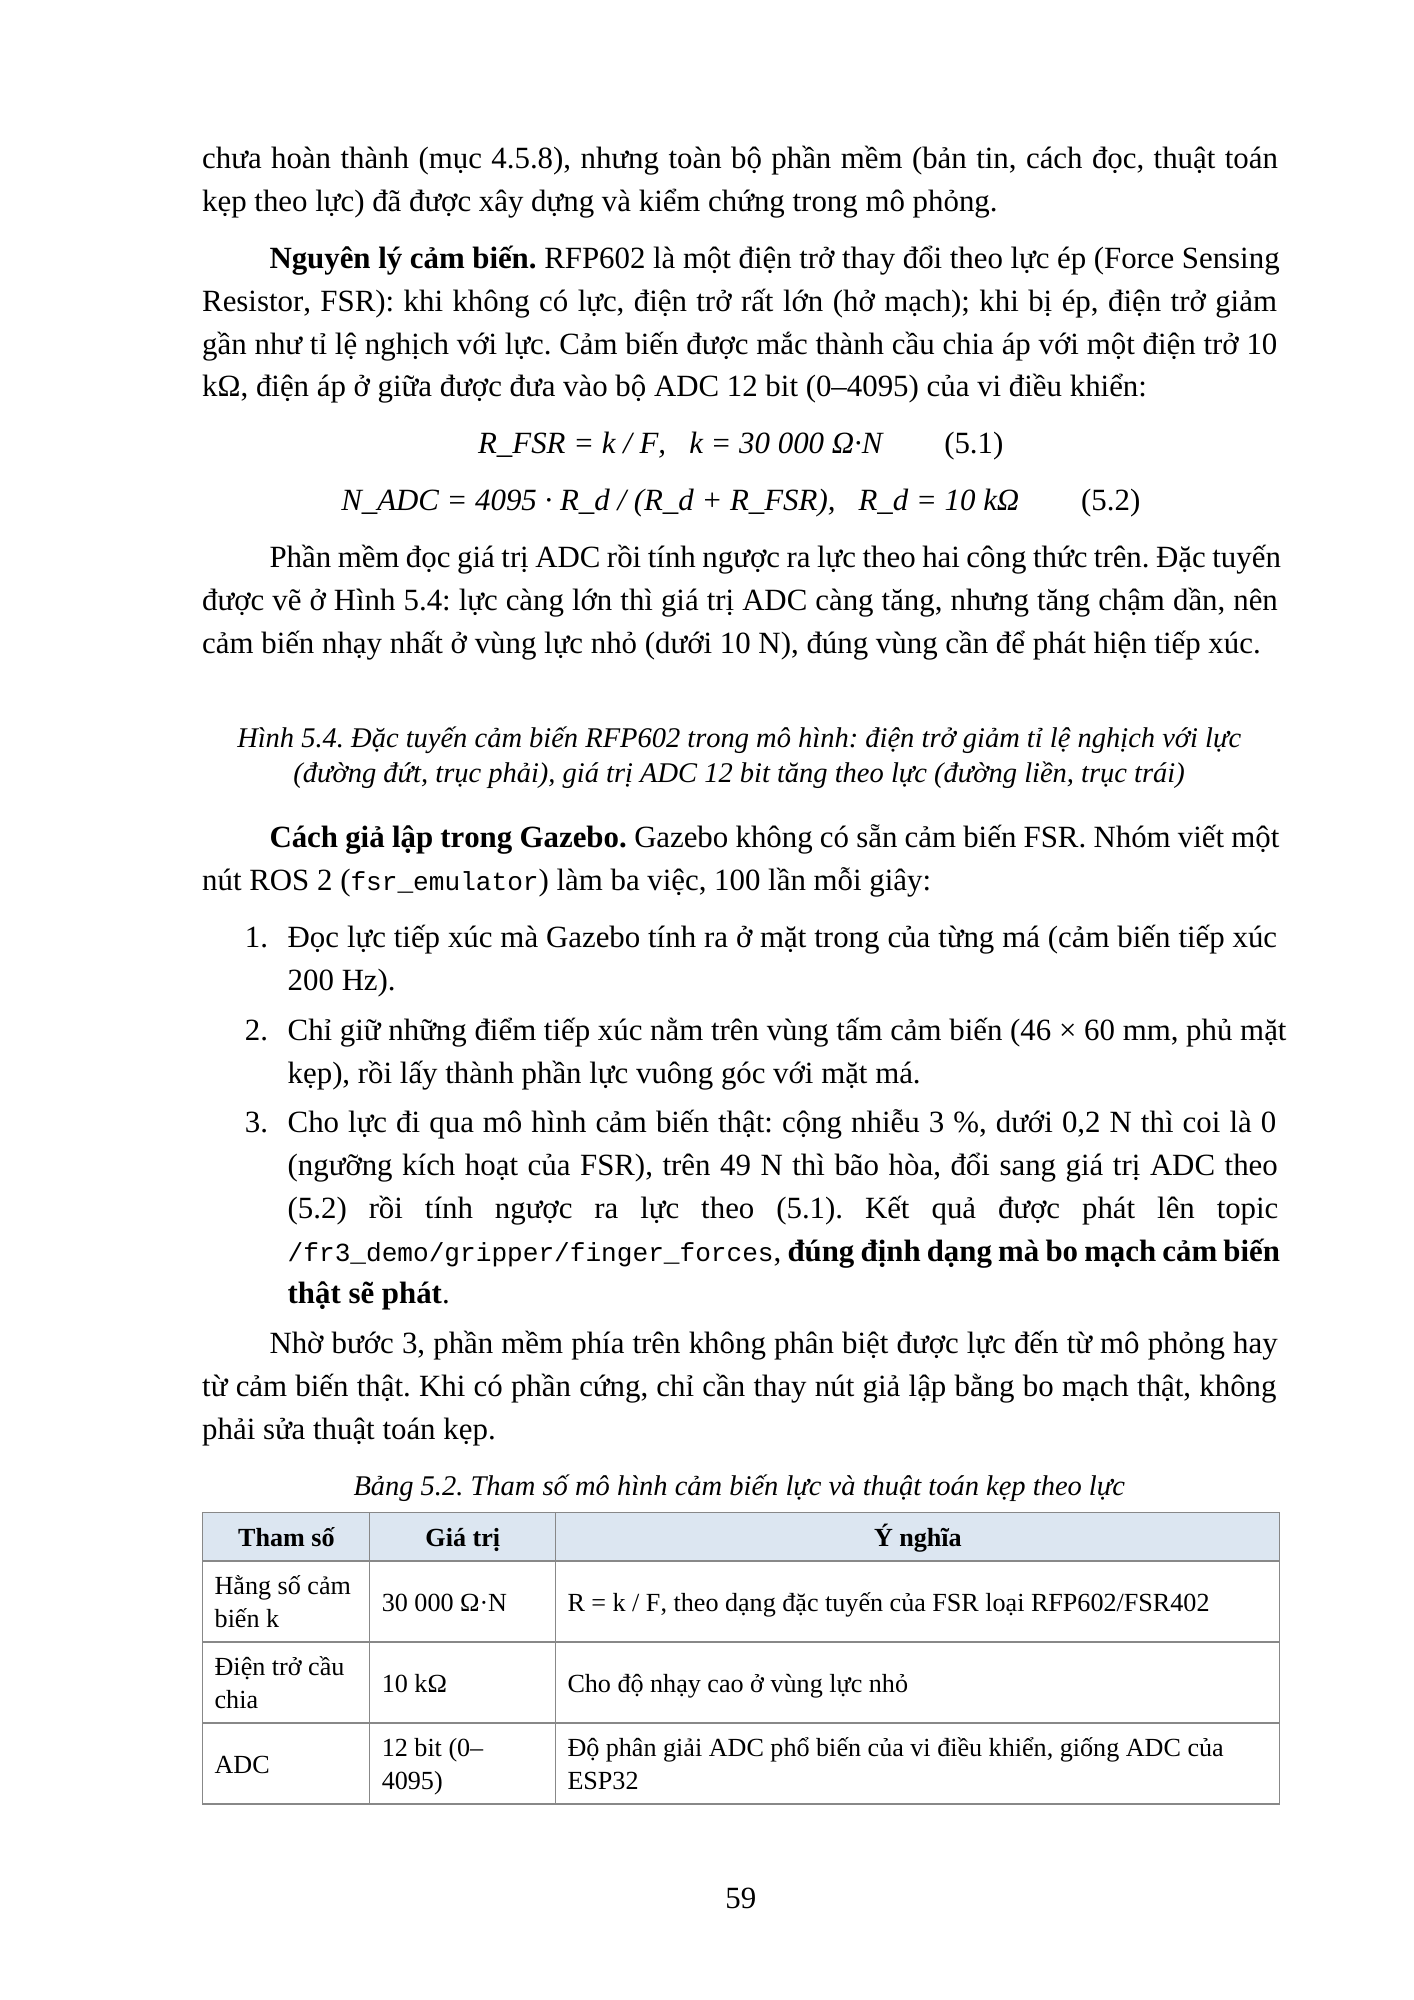 chưa hoàn thành (mục 4.5.8), nhưng toàn bộ phần mềm (bản tin, cách đọc, thuật toán
kẹp theo lực) đã được xây dựng và kiểm chứng trong mô phỏng.
Nguyên lý cảm biến. RFP602 là một điện trở thay đổi theo lực ép (Force Sensing
Resistor, FSR): khi không có lực, điện trở rất lớn (hở mạch); khi bị ép, điện trở giảm
gần như tỉ lệ nghịch với lực. Cảm biến được mắc thành cầu chia áp với một điện trở 10
kΩ, điện áp ở giữa được đưa vào bộ ADC 12 bit (0–4095) của vi điều khiển:
R_FSR = k / F, k = 30 000 Ω·N (5.1)
N_ADC = 4095 · R_d / (R_d + R_FSR), R_d = 10 kΩ (5.2)
Phần mềm đọc giá trị ADC rồi tính ngược ra lực theo hai công thức trên. Đặc tuyến
được vẽ ở Hình 5.4: lực càng lớn thì giá trị ADC càng tăng, nhưng tăng chậm dần, nên
cảm biến nhạy nhất ở vùng lực nhỏ (dưới 10 N), đúng vùng cần để phát hiện tiếp xúc.
Hình 5.4. Đặc tuyến cảm biến RFP602 trong mô hình: điện trở giảm tỉ lệ nghịch với lực
(đường đứt, trục phải), giá trị ADC 12 bit tăng theo lực (đường liền, trục trái)
Cách giả lập trong Gazebo. Gazebo không có sẵn cảm biến FSR. Nhóm viết một
nút ROS 2 (fsr_emulator) làm ba việc, 100 lần mỗi giây:
1. Đọc lực tiếp xúc mà Gazebo tính ra ở mặt trong của từng má (cảm biến tiếp xúc
200 Hz).
2. Chỉ giữ những điểm tiếp xúc nằm trên vùng tấm cảm biến (46 × 60 mm, phủ mặt
kẹp), rồi lấy thành phần lực vuông góc với mặt má.
3. Cho lực đi qua mô hình cảm biến thật: cộng nhiễu 3 %, dưới 0,2 N thì coi là 0
(ngưỡng kích hoạt của FSR), trên 49 N thì bão hòa, đổi sang giá trị ADC theo
(5.2) rồi tính ngược ra lực theo (5.1). Kết quả được phát lên topic
/fr3_demo/gripper/finger_forces, đúng định dạng mà bo mạch cảm biến
thật sẽ phát.
Nhờ bước 3, phần mềm phía trên không phân biệt được lực đến từ mô phỏng hay
từ cảm biến thật. Khi có phần cứng, chỉ cần thay nút giả lập bằng bo mạch thật, không
phải sửa thuật toán kẹp.
Bảng 5.2. Tham số mô hình cảm biến lực và thuật toán kẹp theo lực
Tham số Giá trị Ý nghĩa
Hằng số cảm
biến k
30 000 Ω·N
R = k / F, theo dạng đặc tuyến của FSR loại RFP602/FSR402
Điện trở cầu
chia
10 kΩ
Cho độ nhạy cao ở vùng lực nhỏ
ADC
12 bit (0–
4095)
Độ phân giải ADC phổ biến của vi điều khiển, giống ADC của
ESP32
59